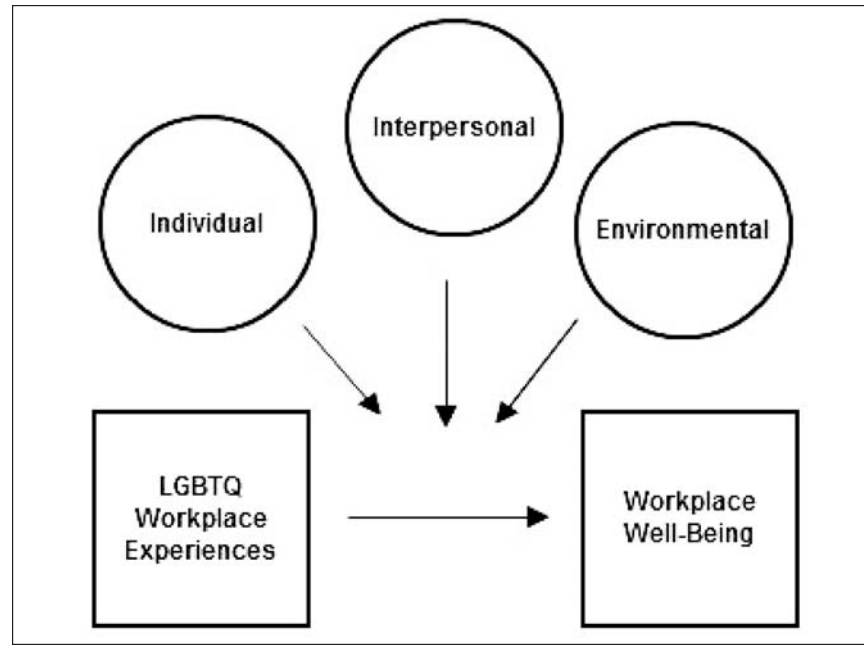 Interpersonal
Individual
Environmental
LGBTQ
Workplace
Experiences
Workplace
Well-Being